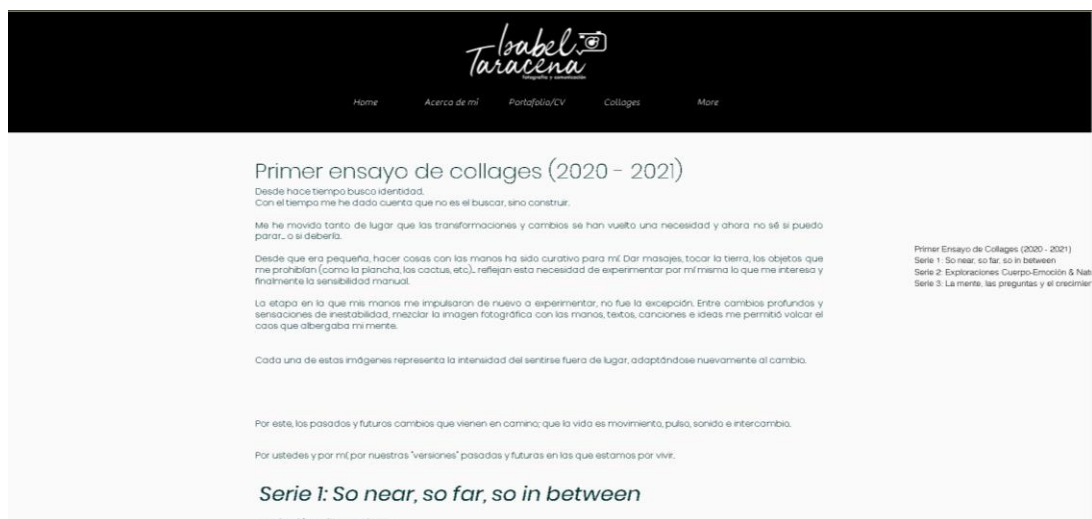 Isabel
Taracena
fotografía y comunicación
Home Acerca de mí Portafolio/CV Collages More
Primer ensayo de collages (2020 - 2021)
Desde hace tiempo busco identidad.
Con el tiempo me he dado cuenta que no es el buscar, sino construir.
Me he movido tanto de lugar que las transformaciones y cambios se han vuelto una necesidad y ahora no sé si puedo
parar... o si debería.
Desde que era pequeña, hacer cosas con las manos ha sido curativo para mí. Dar masajes, tocar la tierra, los objetos que
me prohibían (como la plancha, los cactus, etc)... reflejan esta necesidad de experimentar por mí misma lo que me interesa y
finalmente la sensibilidad manual.
La etapa en la que mis manos me impulsaron de nuevo a experimentar, no fue la excepción. Entre cambios profundos y
sensaciones de inestabilidad, mezclar la imagen fotográfica con las manos, textos, canciones e ideas me permitió volcar el
caos que albergaba mi mente.
Cada una de estas imágenes representa la intensidad del sentirse fuera de lugar, adaptándose nuevamente al cambio.
Por este, los pasados y futuros cambios que vienen en camino; que la vida es movimiento, pulso, sonido e intercambio.
Por ustedes y por mí, por nuestras "versiones" pasadas y futuras en las que estamos por vivir.
Serie 1: So near, so far, so in between
Primer Ensayo de Collages (2020 - 2021)
Serie 1: So near, so far, so in between
Serie 2: Exploraciones Cuerpo-Emoción & Nat
Serie 3: La mente, las preguntas y el crecimien